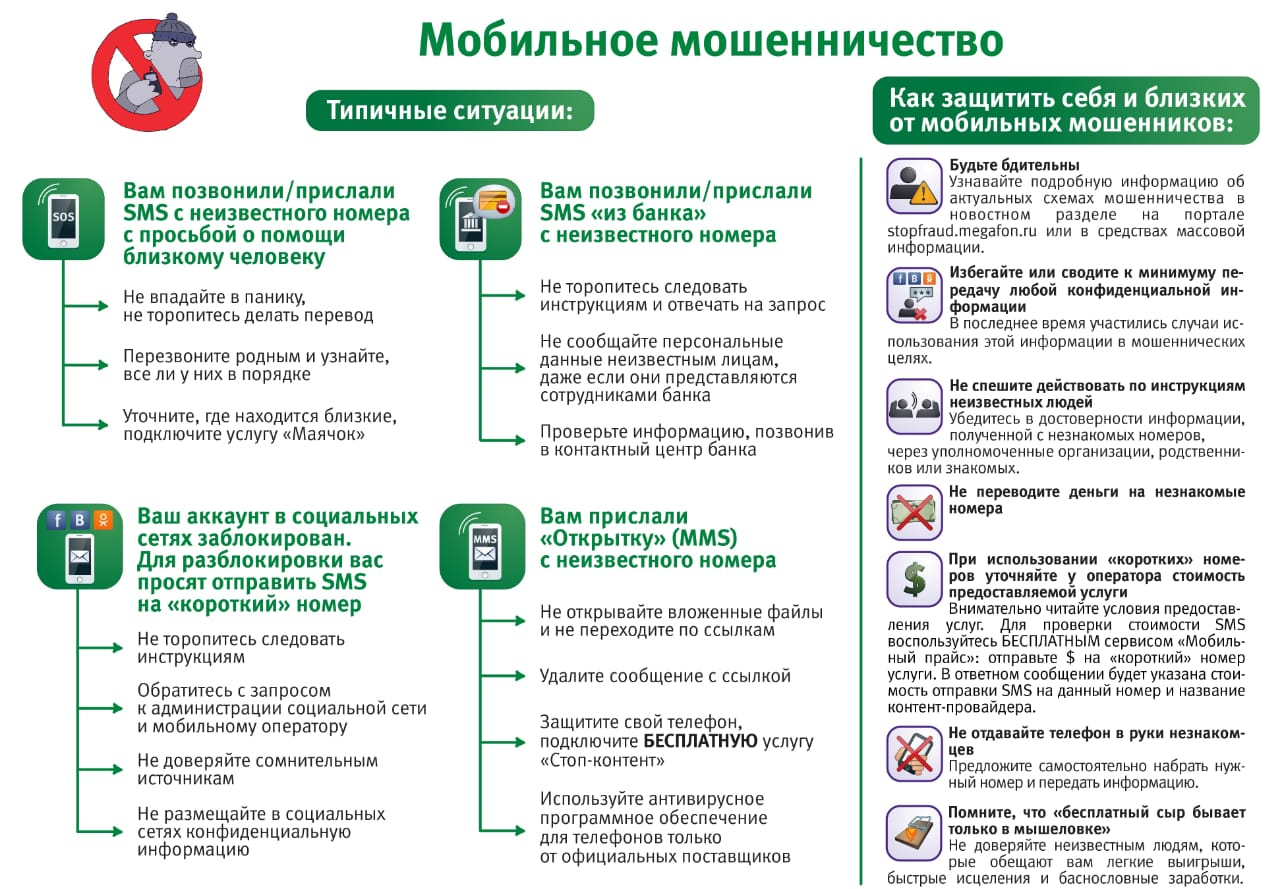 Мобильное мошенничество
Типичные ситуации:
SOS
Вам позвонили/прислали
SMS с неизвестного номера
с просьбой о помощи
близкому человеку
Не впадайте в панику,
не торопитесь делать перевод
Перезвоните родным и узнайте,
все ли у них в порядке
Уточните, где находится близкие,
подключите услугу «Маячок»
Вам позвонили/прислали
SMS «из банка»
с неизвестного номера
Не торопитесь следовать
инструкциям и отвечать на запрос
Не сообщайте персональные
данные неизвестным лицам,
даже если они представляются
сотрудниками банка
Проверьте информацию, позвонив
в контактный центр банка
f В
Ваш аккаунт в социальных
сетях заблокирован.
Для разблокировки вас
просят отправить SMS
на «короткий» номер
Не торопитесь следовать
инструкциям
Обратитесь с запросом
к администрации социальной сети
и мобильному оператору
Не доверяйте сомнительным
источникам
Не размещайте в социальных
сетях конфиденциальную
информацию
MMS
Вам прислали
«Открытку» (MMS)
с неизвестного номера
Не открывайте вложенные файлы
и не переходите по ссылкам
Удалите сообщение с ссылкой
Защитите свой телефон,
подключите БЕСПЛАТНУЮ услугу
«Стоп-контент»
Используйте антивирусное
программное обеспечение
для телефонов только
от официальных поставщиков
Как защитить себя и близких
от мобильных мошенников:
Будьте бдительны
Узнавайте подробную информацию об
актуальных схемах мошенничества в
новостном разделе на портале
stopfraud.megafon.ru или в средствах массовой
информации.
f В
Избегайте или сводите к минимуму пе-
редачу любой конфиденциальной ин-
формации
В последнее время участились случаи ис-
пользования этой информации в мошеннических
целях.
Не спешите действовать по инструкциям
неизвестных людей
Убедитесь в достоверности информации,
полученной с незнакомых номеров,
через уполномоченные организации, родственни-
ков или знакомых.
Не переводите деньги на незнакомые
номера
$
При использовании «коротких» номе-
ров уточняйте у оператора стоимость
предоставляемой услуги
Внимательно читайте условия предостав-
ления услуг. Для проверки стоимости SMS
воспользуйтесь БЕСПЛАТНЫМ сервисом «Мобиль-
ный прайс»: отправьте $ на «короткий» номер
услуги. В ответном сообщении будет указана стои-
мость отправки SMS на данный номер и название
контент-провайдера.
Не отдавайте телефон в руки незнаком-
цев
Предложите самостоятельно набрать нуж-
ный номер и передать информацию.
Помните, что «бесплатный сыр бывает
только в мышеловке»
Не доверяйте неизвестным людям, кото-
рые обещают вам легкие выигрыши,
быстрые исцеления и баснословные заработки.